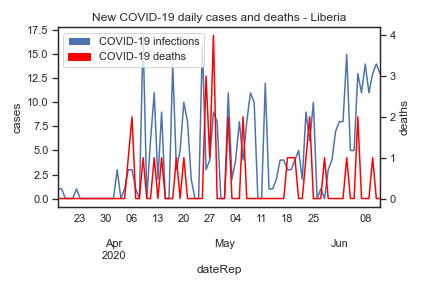 New COVID-19 daily cases and deaths - Liberia
COVID-19 infections
COVID-19 deaths
17.5
15.0
12.5
10.0
7.5
5.0
2.5
0.0
cases
4
3
2
1
0
deaths
23 30 06 13 20 27 04 11 18 25 08
Apr May Jun
2020
dateRep